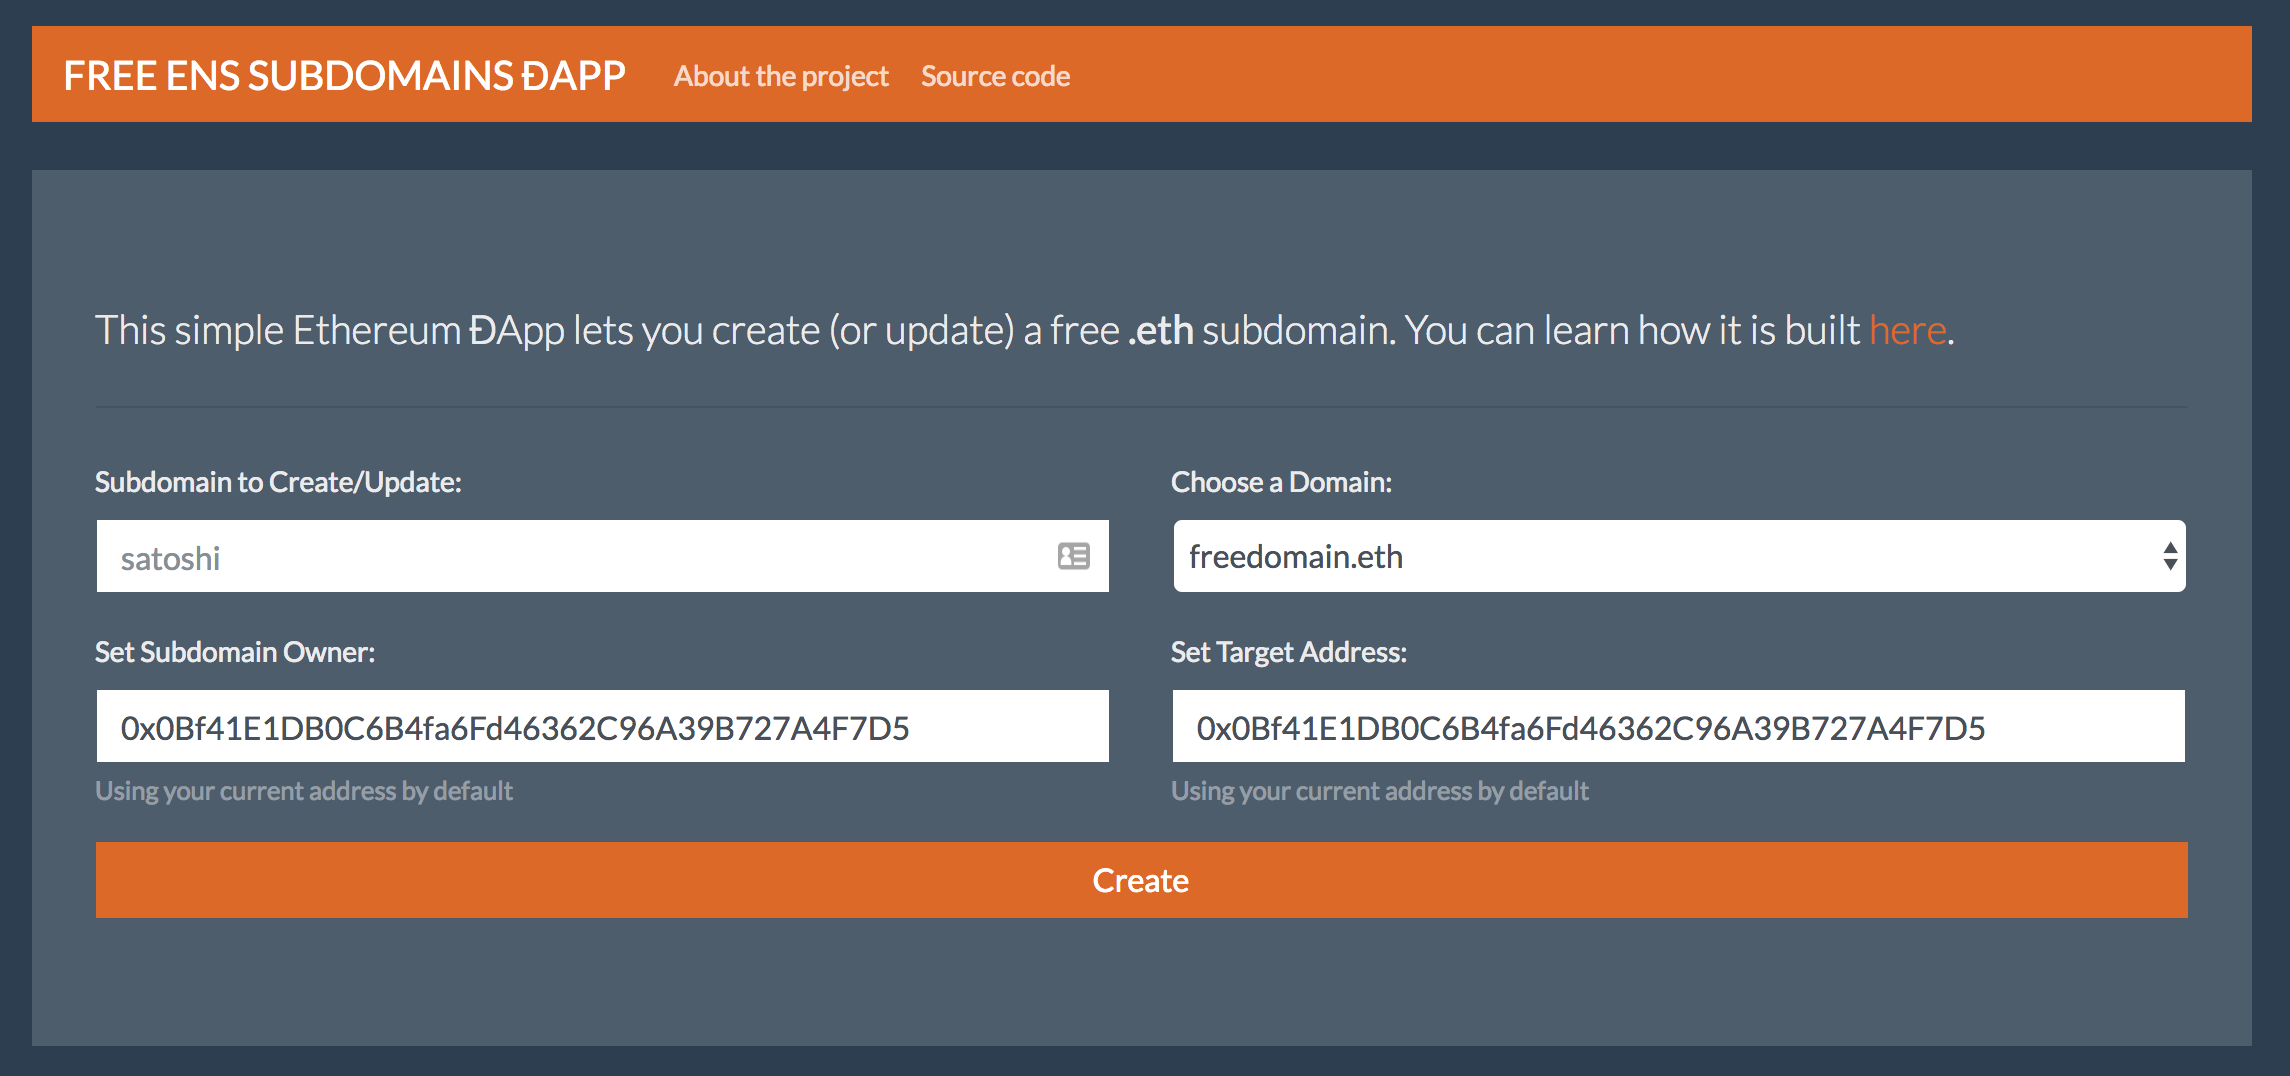 FREE ENS SUBDOMAINS ÐAPP About the project Source code
This simple Ethereum ÐApp lets you create (or update) a free .eth subdomain. You can learn how it is built here.
Subdomain to Create/Update: Choose a Domain:
satoshi freedomain.eth
Set Subdomain Owner: Set Target Address:
0x0Bf41E1DB0C6B4fa6Fd46362C96A39B727A4F7D5 0x0Bf41E1DB0C6B4fa6Fd46362C96A39B727A4F7D5
Using your current address by default Using your current address by default
Create